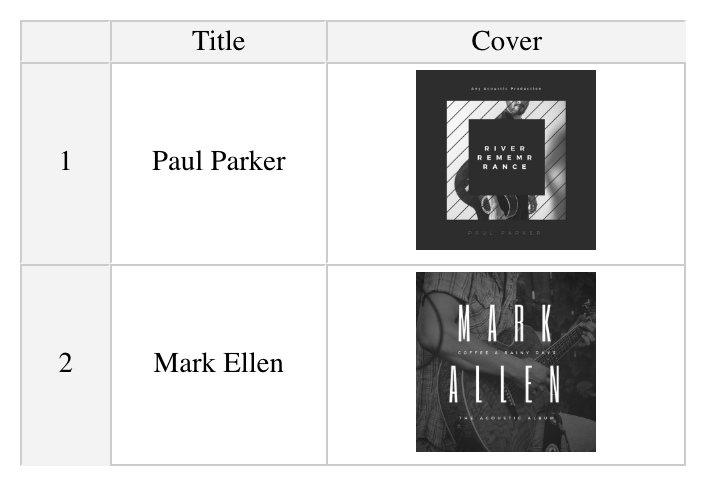 Title Cover
1 Paul Parker
Any Acoustic Production
RIVER
REMEMR
RANCE
PAUL PARKER
2 Mark Ellen
MARK
COFFEE & RAINY DAYS
ALLEN
THE ACOUSTIC ALBUM